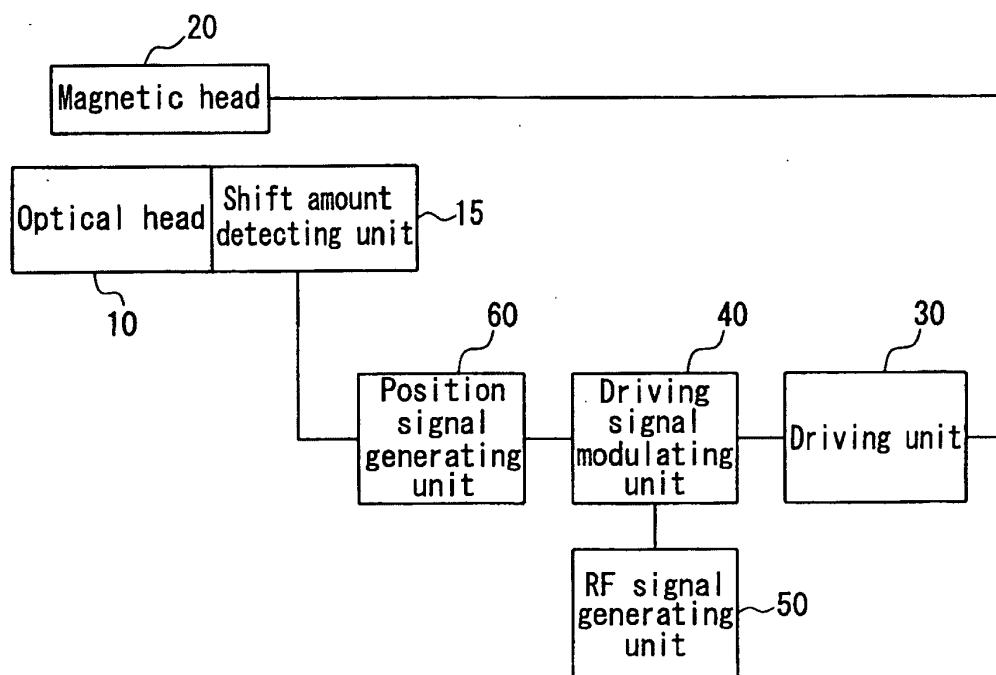 20
Magnetic head
Optical head
Shift amount
detecting unit
15
10
60
40
30
Position
signal
generating
unit
Driving
signal
modulating
unit
Driving unit
RF signal
generating
unit
50